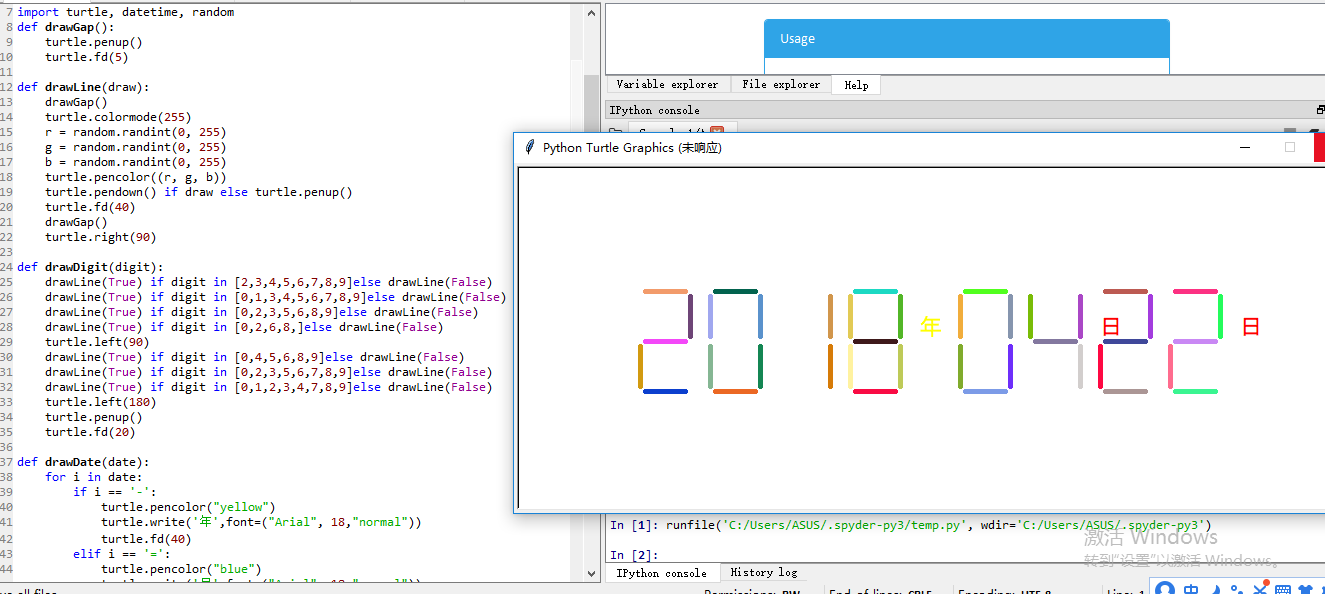 7 import turtle, datetime, random
8 def drawGap():
9 turtle.penup()
10 turtle.fd(5)
11
12 def drawLine(draw):
13 drawGap()
14 turtle.colormode(255)
15 r = random.randint(0, 255)
16 g = random.randint(0, 255)
17 b = random.randint(0, 255)
18 turtle.pencolor((r, g, b))
19 turtle.pendown() if draw else turtle.penup()
20 turtle.fd(40)
21 drawGap()
22 turtle.right(90)
23
24 def drawDigit(digit):
25 drawLine(True) if digit in [2,3,4,5,6,7,8,9]else drawLine(False)
26 drawLine(True) if digit in [0,1,3,4,5,6,7,8,9]else drawLine(False)
27 drawLine(True) if digit in [0,2,3,5,6,8,9]else drawLine(False)
28 drawLine(True) if digit in [0,2,6,8,]else drawLine(False)
29 turtle.left(90)
30 drawLine(True) if digit in [0,4,5,6,8,9]else drawLine(False)
31 drawLine(True) if digit in [0,2,3,5,6,7,8,9]else drawLine(False)
32 drawLine(True) if digit in [0,1,2,3,4,7,8,9]else drawLine(False)
33 turtle.left(180)
34 turtle.penup()
35 turtle.fd(20)
36
37 def drawDate(date):
38 for i in date:
39 if i == '-':
40 turtle.pencolor("yellow")
41 turtle.write('年',font=("Arial", 18,"normal"))
42 turtle.fd(40)
43 elif i == '=':
44 turtle.pencolor("blue")
Usage
Variable explorer File explorer Help
IPython console
Python Turtle Graphics (未响应)
2018 年 04 日 22 日
In [1]: runfile('C:/Users/ASUS/.spyder-py3/temp.py', wdir='C:/Users/ASUS/.spyder-py3')
In [2]:
激活 Windows
转到"设置"以激活 Windows。
IPython console History log
中